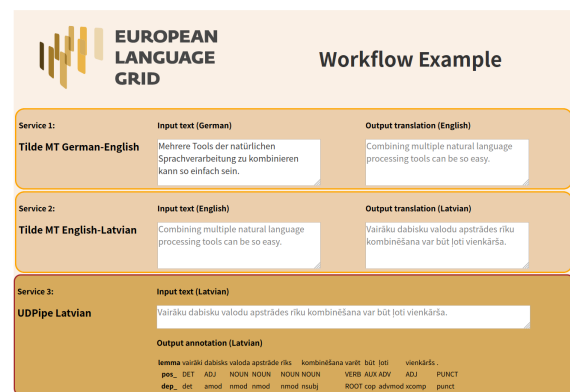 EUROPEAN
LANGUAGE
GRID
Workflow Example
Service 1:
Input text (German)
Output translation (English)
Tilde MT German-English
Mehrere Tools der natürlichen
Sprachverarbeitung zu kombinieren
kann so einfach sein.
Combining multiple natural language
processing tools can be so easy.
Service 2:
Input text (English)
Output translation (Latvian)
Tilde MT English-Latvian
Combining multiple natural language
processing tools can be so easy.
Vairāku dabisku valodu apstrādes rīku
kombinēšana var būt ļoti vienkārša.
Service 3:
Input text (Latvian)
UDPipe Latvian
Vairāku dabisku valodu apstrādes rīku kombinēšana var būt ļoti vienkārša.
Output annotation (Latvian)
lemma vairāki dabisks valoda apstrāde rīks kombinēšana varēt būt ļoti vienkāršs .
pos_ DET ADJ NOUN NOUN NOUN NOUN VERB AUX ADV ADJ PUNCT
dep_ det amod nmod nmod nmod nsubj ROOT cop advmod xcomp punct